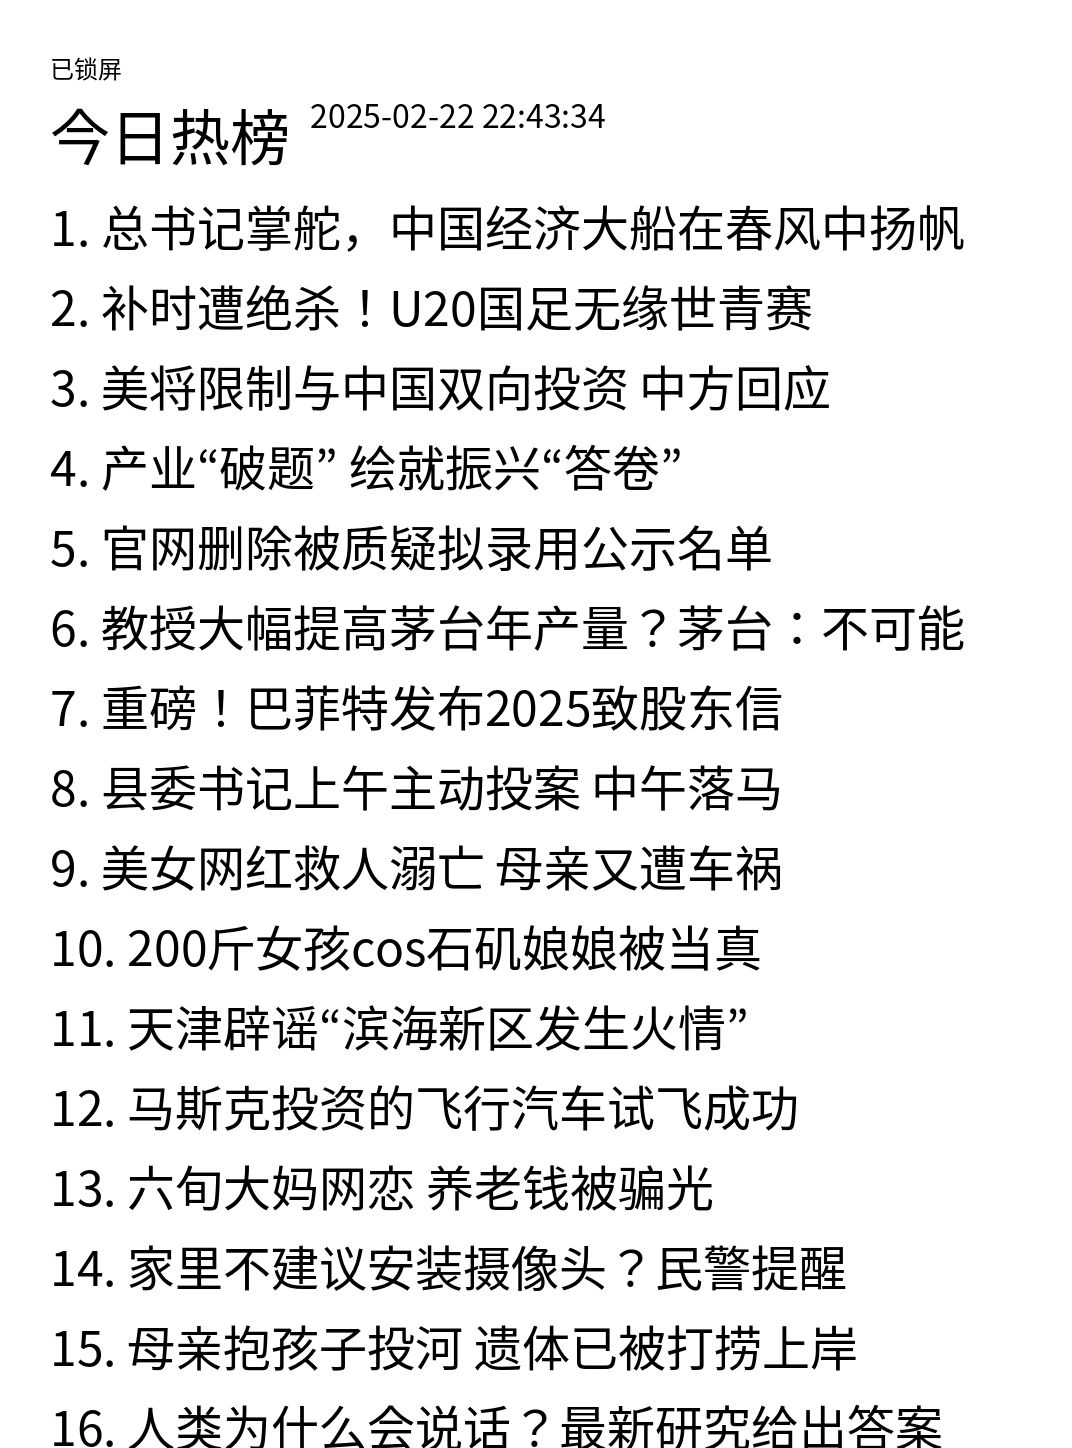 已锁屏
今日热榜 2025-02-22 22:43:34
1. 总书记掌舵，中国经济大船在春风中扬帆
2. 补时遭绝杀！U20国足无缘世青赛
3. 美将限制与中国双向投资 中方回应
4. 产业“破题” 绘就振兴“答卷”
5. 官网删除被质疑拟录用公示名单
6. 教授大幅提高茅台年产量？茅台：不可能
7. 重磅！巴菲特发布2025致股东信
8. 县委书记上午主动投案 中午落马
9. 美女网红救人溺亡 母亲又遭车祸
10. 200斤女孩cos石矶娘娘被当真
11. 天津辟谣“滨海新区发生火情”
12. 马斯克投资的飞行汽车试飞成功
13. 六旬大妈网恋 养老钱被骗光
14. 家里不建议安装摄像头？民警提醒
15. 母亲抱孩子投河 遗体已被打捞上岸
16. 人类为什么会说话？最新研究给出答案